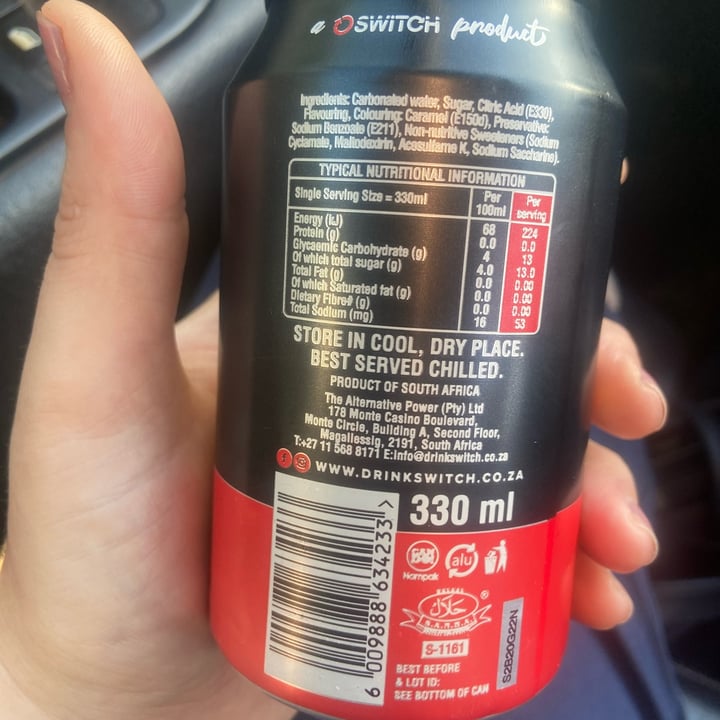 a SWITCH product
Ingredients: Carbonated water, Sugar, Citric Acid (E330),
Flavouring, Colouring: Caramel (E150d), Preservative:
Sodium Benzoate (E211), Non-nutritive Sweeteners (Sodium
Cyclamate, Maltodextrin, Acesulfame K, Sodium Saccharine).
TYPICAL NUTRITIONAL INFORMATION
Single Serving Size = 330ml Per 100ml Per serving
Energy (kJ) 68 224
Protein (g) 0.0 0.0
Glycaemic Carbohydrate (g) 4 13
Of which total sugar (g) 4.0 13.0
Total Fat (g) 0.0 0.00
Of which Saturated fat (g) 0.0 0.00
Dietary Fibre# (g) 0.0 0.00
Total Sodium (mg) 16 53
STORE IN COOL, DRY PLACE.
BEST SERVED CHILLED.
PRODUCT OF SOUTH AFRICA
The Alternative Power (Pty) Ltd
178 Monte Casino Boulevard,
Monte Circle, Building A, Second Floor,
Magaliessig, 2191, South Africa
T:+27 11 568 8171 E:info@drinkswitch.co.za
WWW.DRINKSWITCH.CO.ZA
330 ml
6 009888 634233 >
Nampak
alu
حلال
S.A.N.H.A.
S-1161
BEST BEFORE
& LOT ID:
SEE BOTTOM OF CAN
S2B20G22N